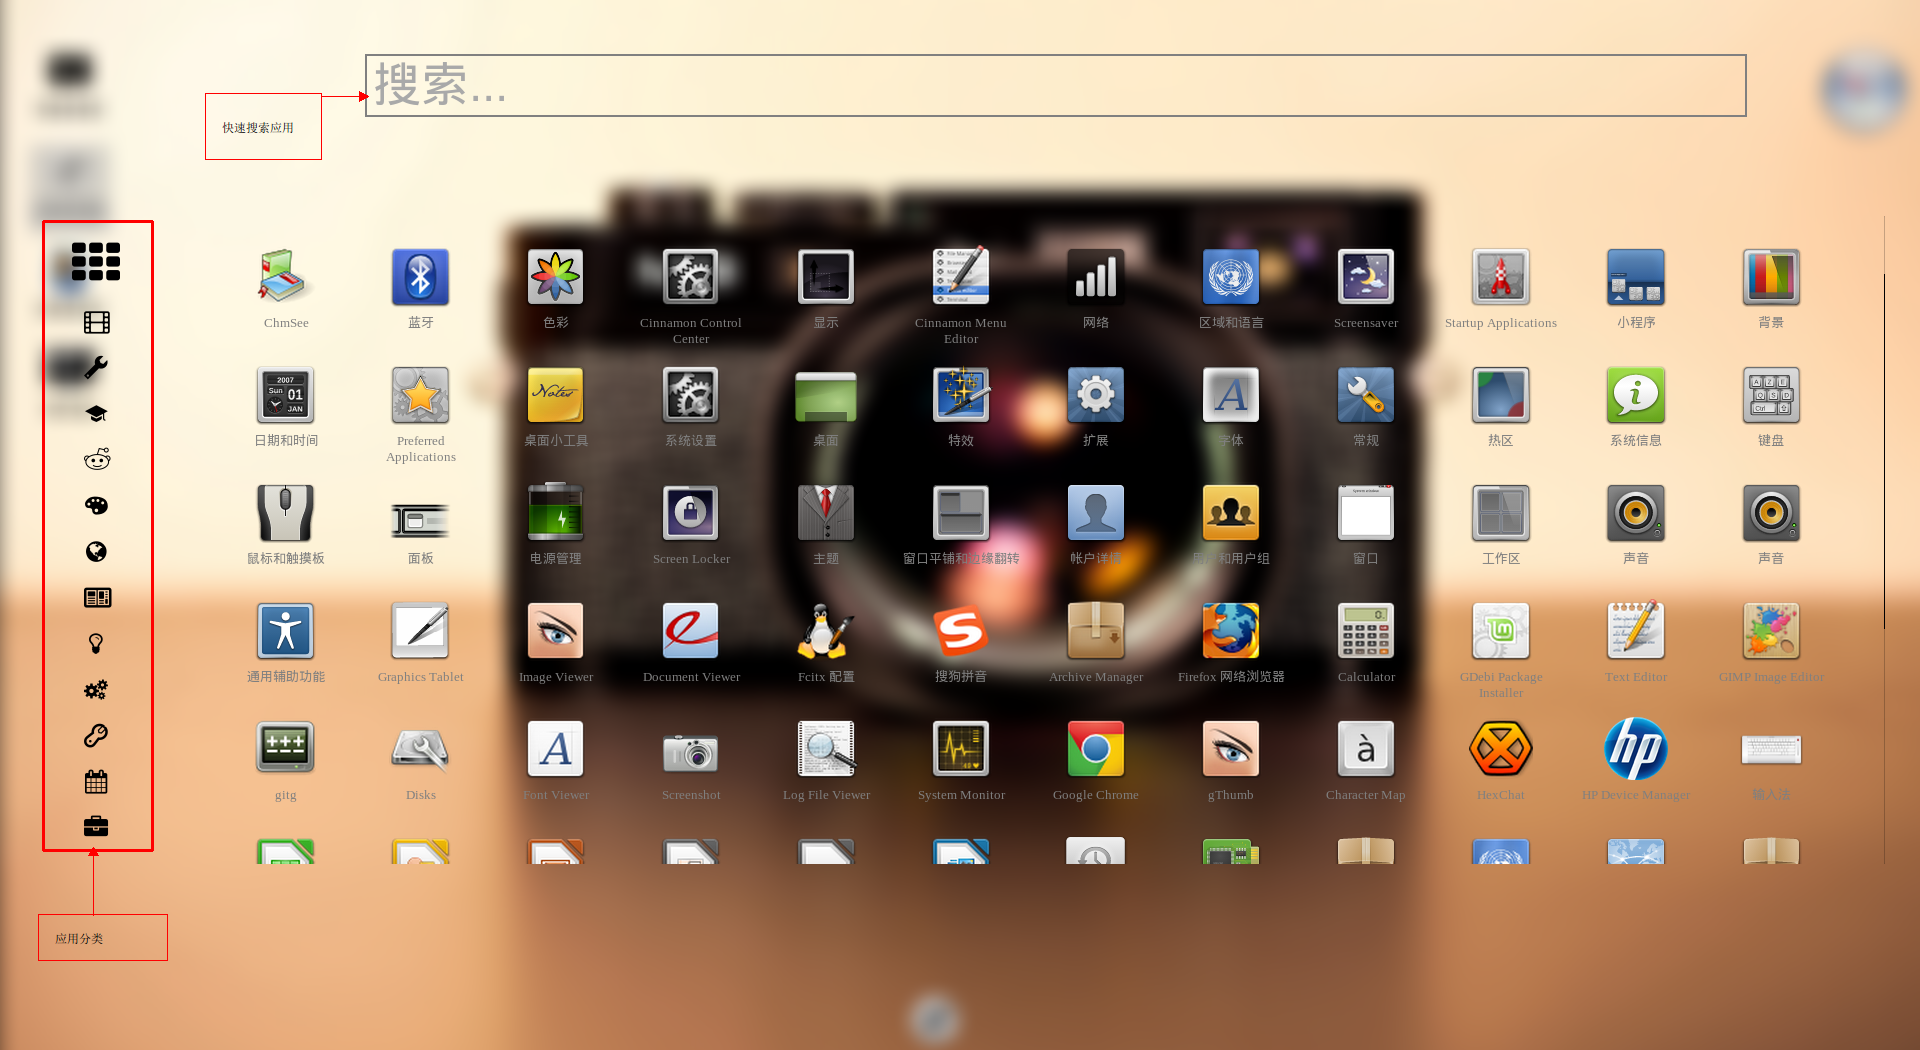 搜索...
快速搜索应用
ChmSee
蓝牙
色彩
Cinnamon Control
Center
显示
Cinnamon Menu
Editor
网络
区域和语言
Screensaver
Startup Applications
小程序
背景
2007
Sun 01
JAN
日期和时间
Preferred
Applications
Notes
桌面小工具
系统设置
桌面
特效
扩展
A
字体
常规
热区
i
系统信息
键盘
鼠标和触摸板
面板
电源管理
Screen Locker
主题
窗口平铺和边缘翻转
帐户详情
用户和用户组
窗口
工作区
声音
声音
通用辅助功能
Graphics Tablet
Image Viewer
Document Viewer
Fcitx 配置
搜狗拼音
Archive Manager
Firefox 网络浏览器
Calculator
GDebi Package
Installer
Text Editor
GIMP Image Editor
+++
gitg
Disks
A
Font Viewer
Screenshot
Log File Viewer
System Monitor
Google Chrome
gThumb
à
Character Map
HexChat
hp
HP Device Manager
输入法
应用分类